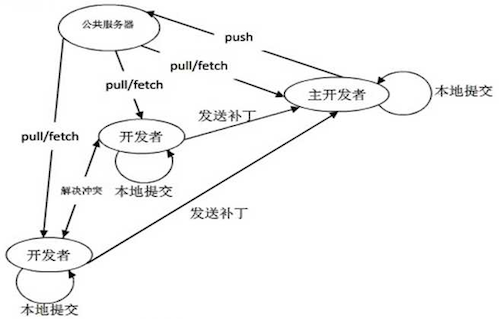 公共服务器
push
pull/fetch
pull/fetch
主开发者
本地提交
发送补丁
pull/fetch
开发者
解决冲突
本地提交
发送补丁
开发者
本地提交